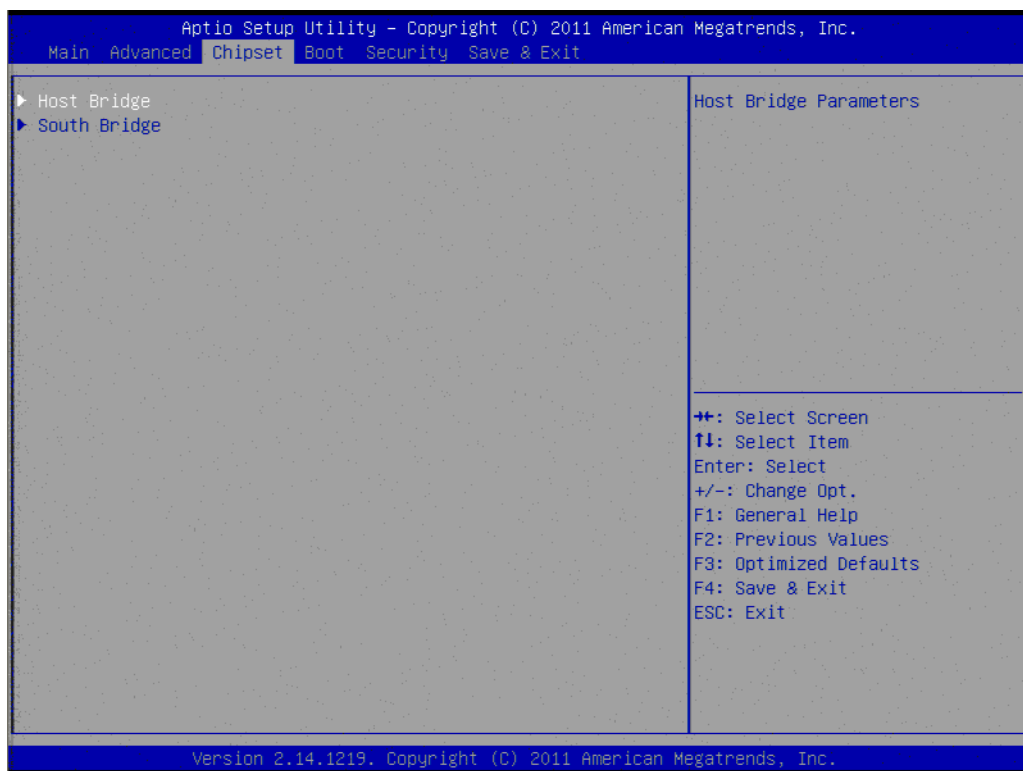 Aptio Setup Utility – Copyright (C) 2011 American Megatrends, Inc.
Main Advanced Chipset Boot Security Save & Exit
▶ Host Bridge
▶ South Bridge
Host Bridge Parameters
→←: Select Screen
↑↓: Select Item
Enter: Select
+/-: Change Opt.
F1: General Help
F2: Previous Values
F3: Optimized Defaults
F4: Save & Exit
ESC: Exit
Version 2.14.1219. Copyright (C) 2011 American Megatrends, Inc.